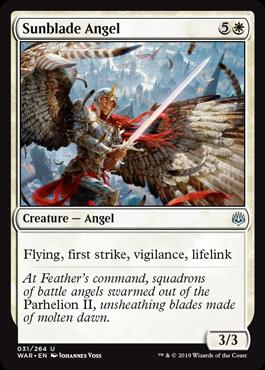 Sunblade Angel 5
Creature — Angel
Flying, first strike, vigilance, lifelink
At Feather's command, squadrons
of battle angels swarmed out of the
Parhelion II, unsheathing blades made
of molten dawn.
3/3
031/264 U
WAR • EN Johannes Voss ™ & © 2019 Wizards of the Coast